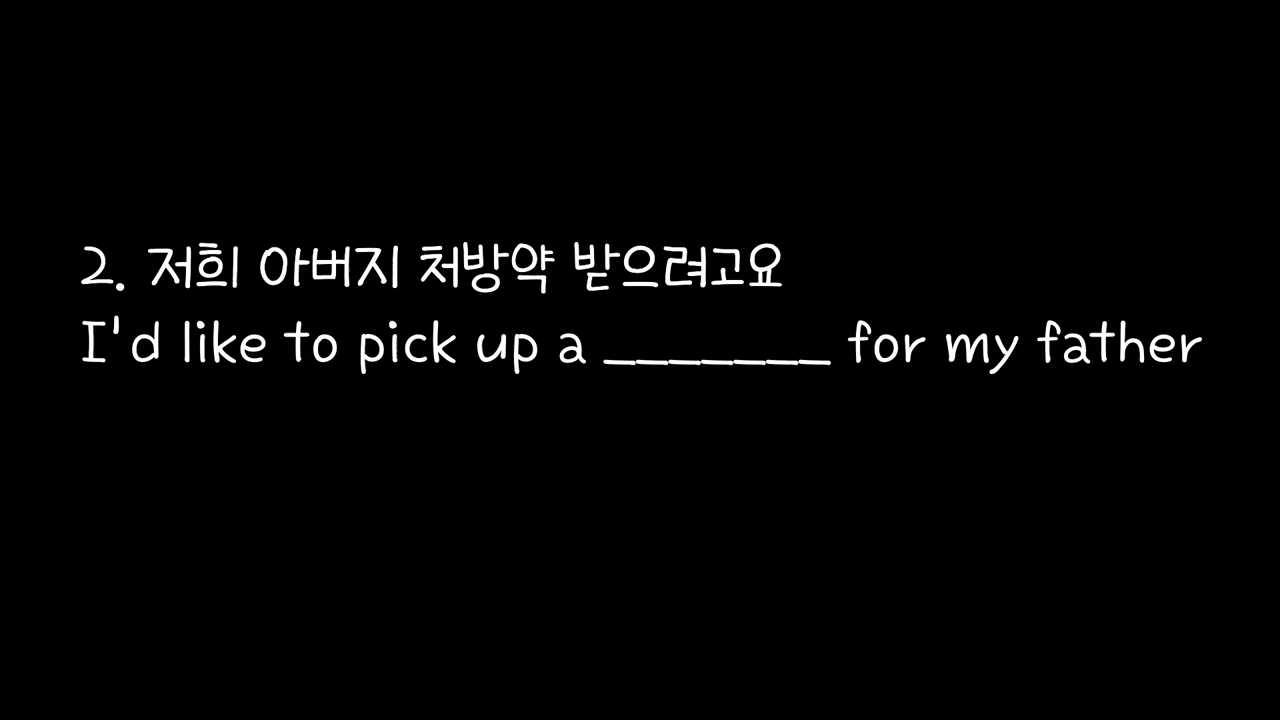 2. 저희 아버지 처방약 받으려고요
I'd like to pick up a _______ for my father